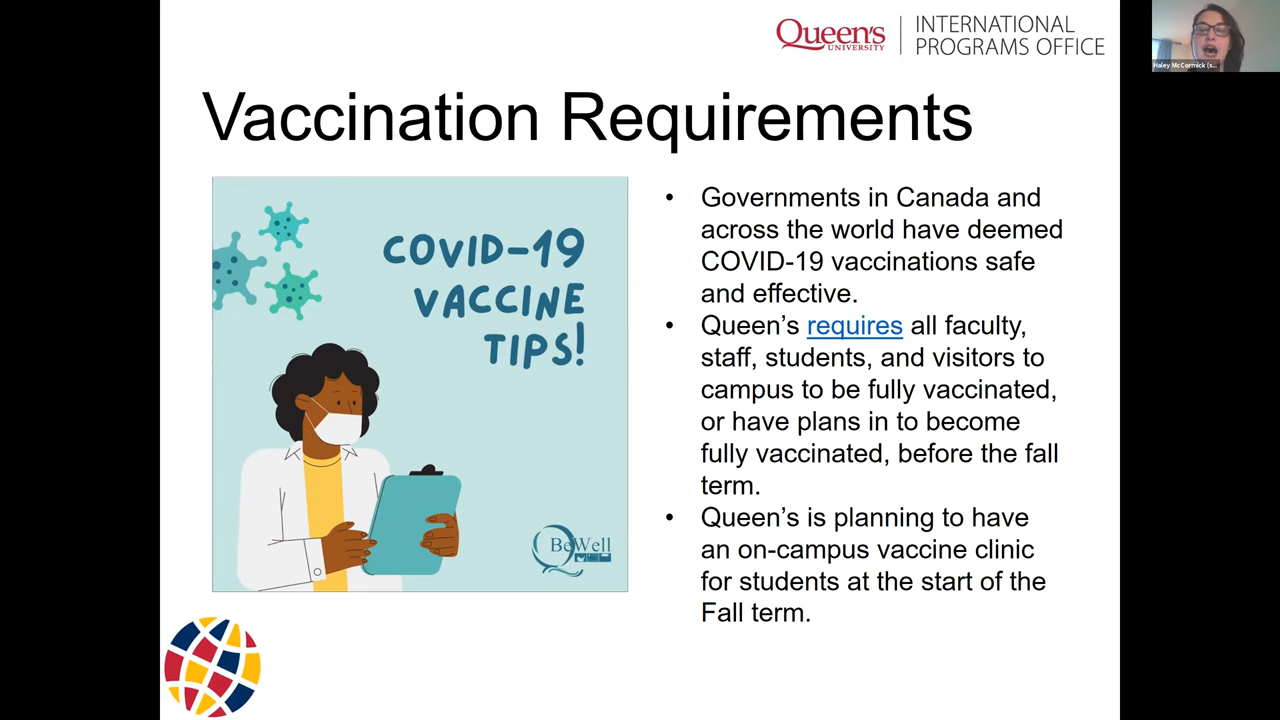 Queen's
UNIVERSITY
INTERNATIONAL
PROGRAMS OFFICE
Haley McCormick (s...
Vaccination Requirements
COVID-19
VACCINE
TIPS!
BeWell
• Governments in Canada and
across the world have deemed
COVID-19 vaccinations safe
and effective.
• Queen’s requires all faculty,
staff, students, and visitors to
campus to be fully vaccinated,
or have plans in to become
fully vaccinated, before the fall
term.
• Queen’s is planning to have
an on-campus vaccine clinic
for students at the start of the
Fall term.